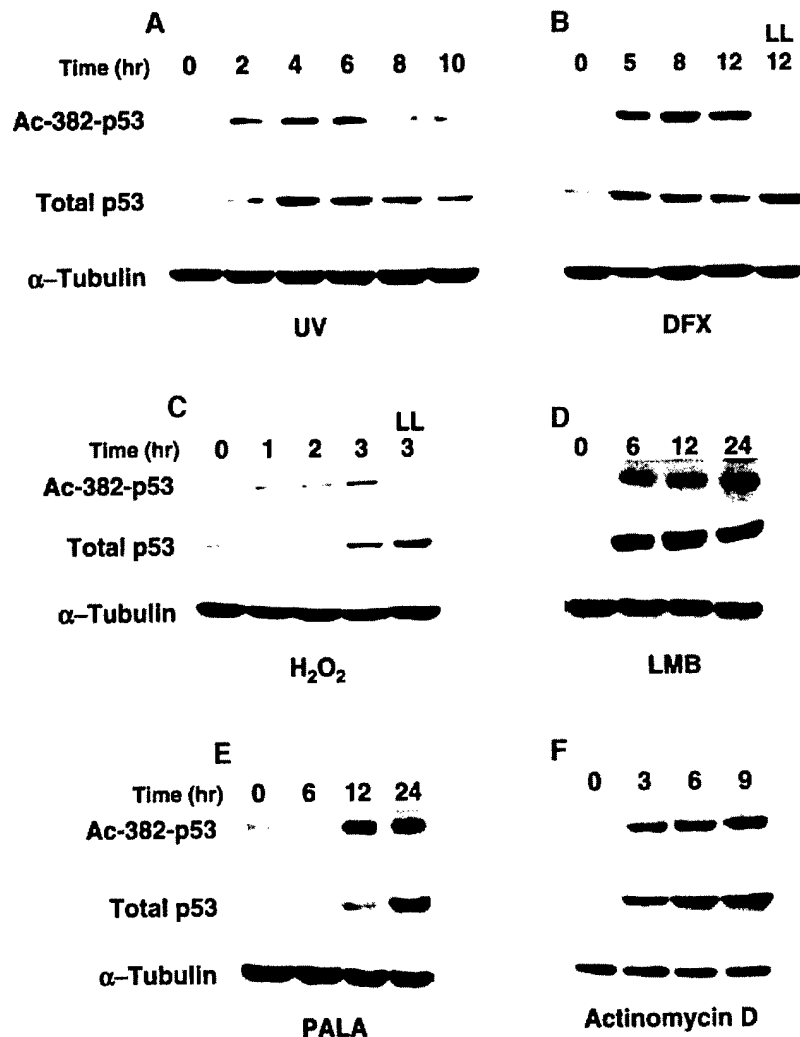 A
Time (hr) 0 2 4 6 8 10
Ac-382-p53
Total p53
α–Tubulin
UV
B
LL
0 5 8 12 12
DFX
C
LL
Time (hr) 0 1 2 3 3
Ac-382-p53
Total p53
α–Tubulin
H₂O₂
D
0 6 12 24
LMB
E
Time (hr) 0 6 12 24
Ac-382-p53
Total p53
α–Tubulin
PALA
F
0 3 6 9
Actinomycin D